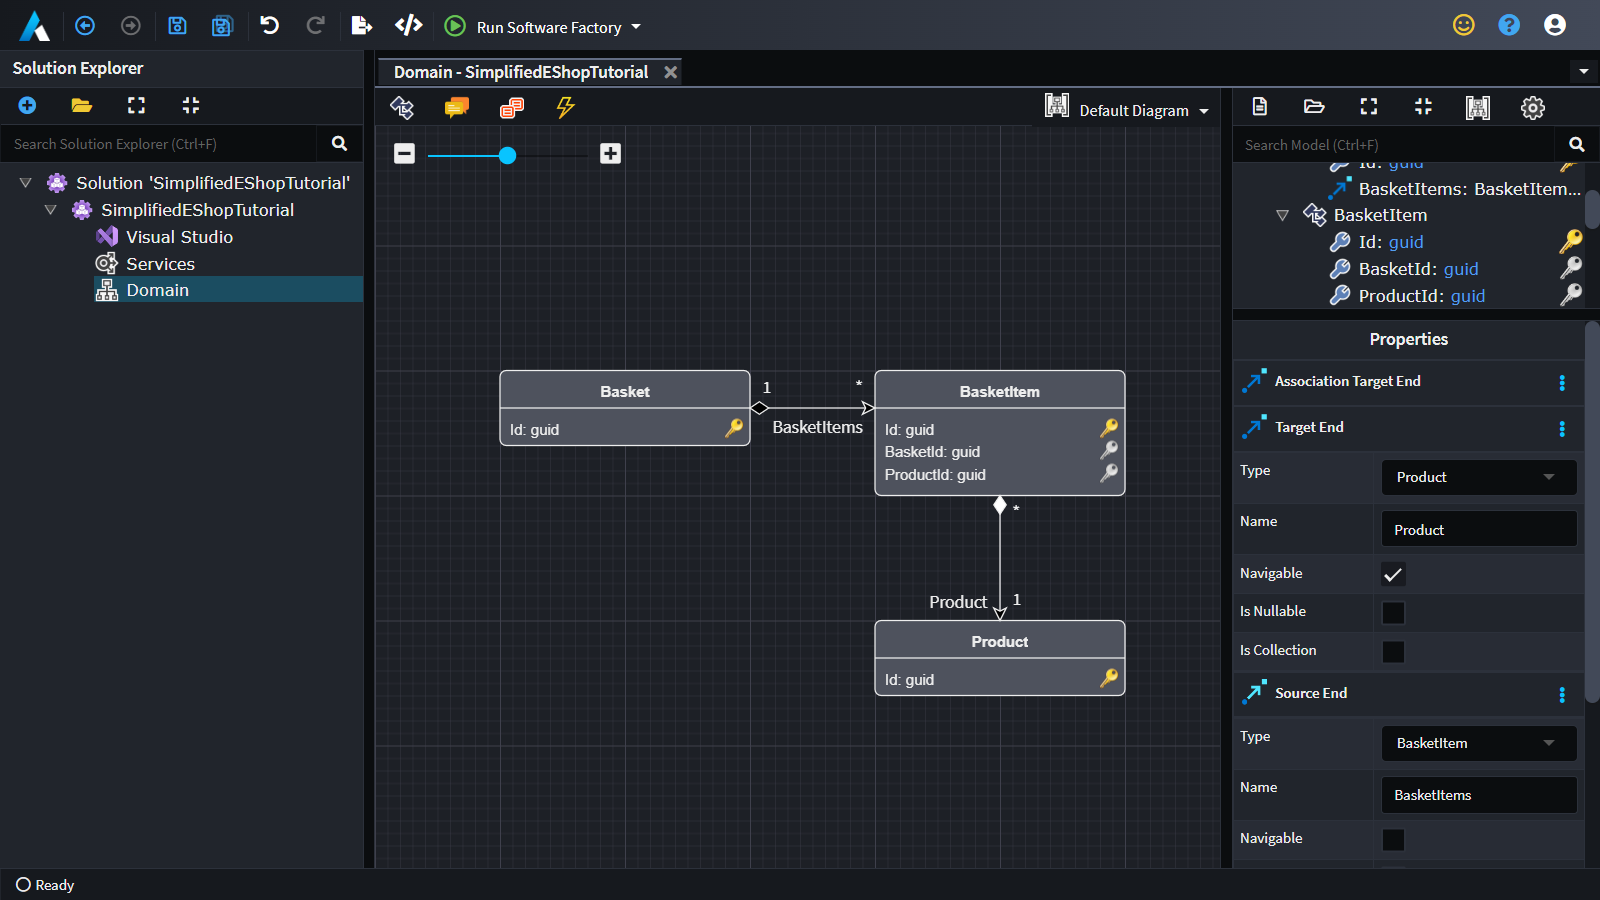 Run Software Factory
Solution Explorer
Search Solution Explorer (Ctrl+F)
Solution 'SimplifiedEShopTutorial'
SimplifiedEShopTutorial
Visual Studio
Services
Domain
Domain - SimplifiedEShopTutorial
Default Diagram
Basket
Id: guid
1
*
BasketItems
BasketItem
Id: guid
BasketId: guid
ProductId: guid
*
Product
1
Product
Id: guid
Search Model (Ctrl+F)
Id: guid
BasketItems: BasketItem...
BasketItem
Id: guid
BasketId: guid
ProductId: guid
Properties
Association Target End
Target End
Type
Product
Name
Product
Navigable
Is Nullable
Is Collection
Source End
Type
BasketItem
Name
BasketItems
Navigable
Ready